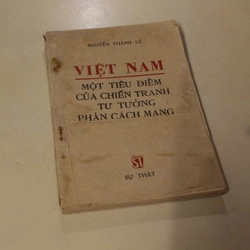 NGUYỄN THÀNH LÊ
VIỆT NAM
MỘT TIÊU ĐIỂM
CỦA CHIẾN TRANH
TƯ TƯỞNG
PHẢN CÁCH MẠNG
ST
SỰ THẬT